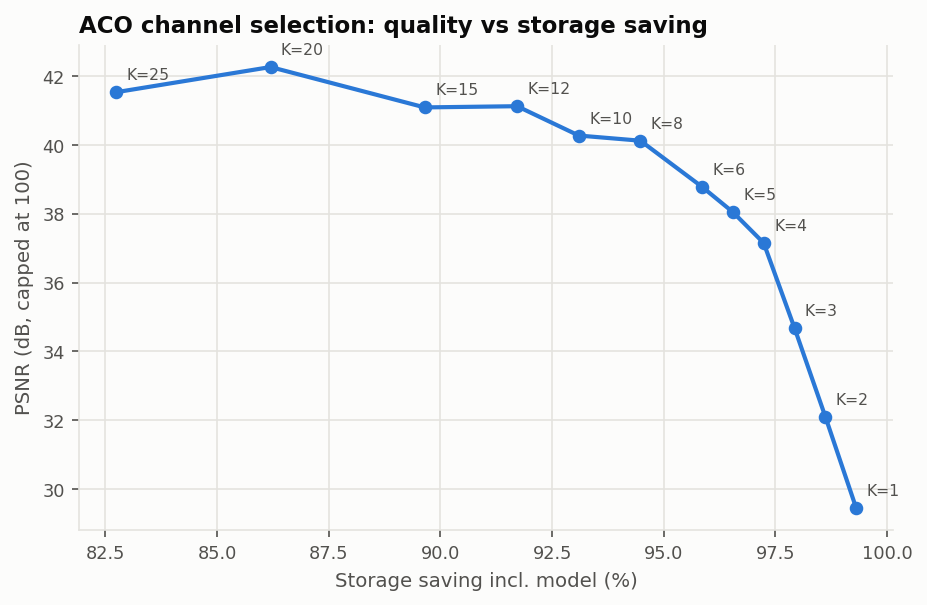 ACO channel selection: quality vs storage saving
K=25
K=20
K=15
K=12
K=10
K=8
K=6
K=5
K=4
K=3
K=2
K=1
42
40
38
36
34
32
30
PSNR (dB, capped at 100)
82.5 85.0 87.5 90.0 92.5 95.0 97.5 100.0
Storage saving incl. model (%)